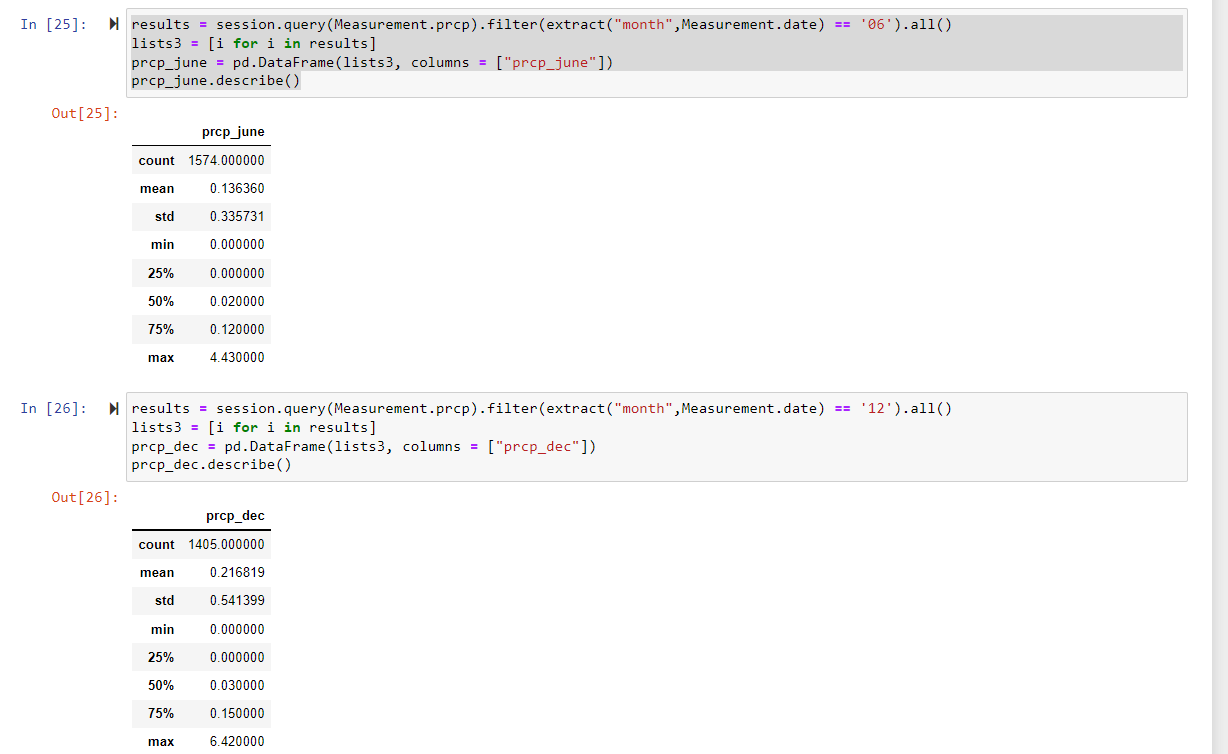 In [25]:
results = session.query(Measurement.prcp).filter(extract("month",Measurement.date) == '06').all()
lists3 = [i for i in results]
prcp_june = pd.DataFrame(lists3, columns = ["prcp_june"])
prcp_june.describe()
Out[25]:
prcp_june
count 1574.000000
mean 0.136360
std 0.335731
min 0.000000
25% 0.000000
50% 0.020000
75% 0.120000
max 4.430000
In [26]:
results = session.query(Measurement.prcp).filter(extract("month",Measurement.date) == '12').all()
lists3 = [i for i in results]
prcp_dec = pd.DataFrame(lists3, columns = ["prcp_dec"])
prcp_dec.describe()
Out[26]:
prcp_dec
count 1405.000000
mean 0.216819
std 0.541399
min 0.000000
25% 0.000000
50% 0.030000
75% 0.150000
max 6.420000